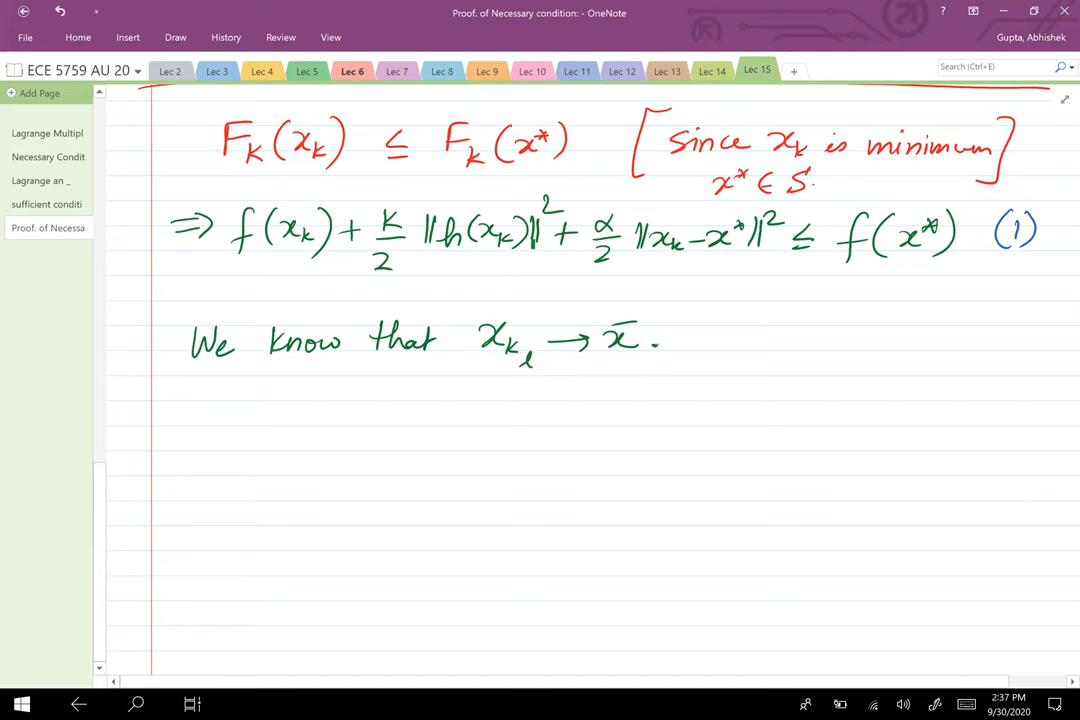 Proof. of Necessary condition: - OneNote
File Home Insert Draw History Review View
Gupta, Abhishek
ECE 5759 AU 20
Lec 2 Lec 3 Lec 4 Lec 5 Lec 6 Lec 7 Lec 8 Lec 9 Lec 10 Lec 11 Lec 12 Lec 13 Lec 14 Lec 15
Search (Ctrl+E)
Add Page
Lagrange Multipl
Necessary Condit
Lagrange an _
sufficient conditi
Proof. of Necessa
F_k(x_k) ≤ F_k(x*) [since x_k is minimum
x* ∈ S.]
⇒ f(x_k) + k/2 ||h(x_k)||² + α/2 ||x_k - x*||² ≤ f(x*) (1)
We know that x_{k_l} → x̄.
2:37 PM
9/30/2020